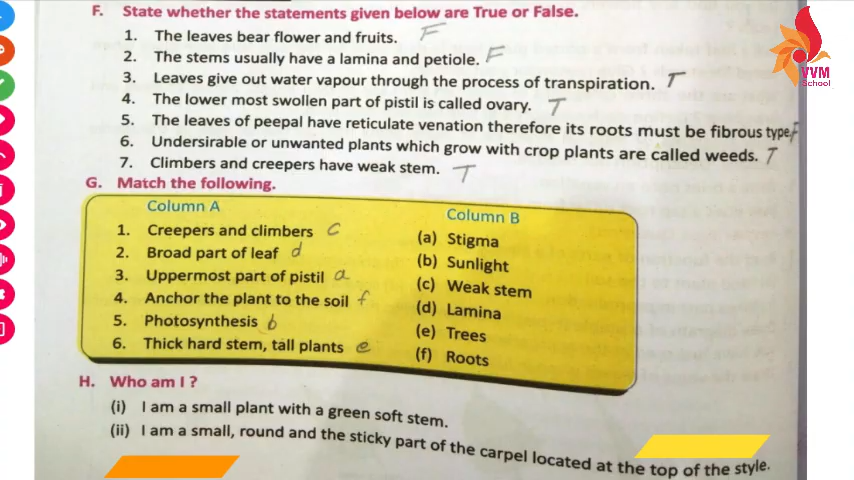 F. State whether the statements given below are True or False.
1. The leaves bear flower and fruits. F
2. The stems usually have a lamina and petiole. F
3. Leaves give out water vapour through the process of transpiration. T
4. The lower most swollen part of pistil is called ovary. T
5. The leaves of peepal have reticulate venation therefore its roots must be fibrous type. F
6. Undersirable or unwanted plants which grow with crop plants are called weeds. T
7. Climbers and creepers have weak stem. T
G. Match the following.
Column A Column B
1. Creepers and climbers c (a) Stigma
2. Broad part of leaf d (b) Sunlight
3. Uppermost part of pistil a (c) Weak stem
4. Anchor the plant to the soil f (d) Lamina
5. Photosynthesis b (e) Trees
6. Thick hard stem, tall plants e (f) Roots
H. Who am I ?
(i) I am a small plant with a green soft stem.
(ii) I am a small, round and the sticky part of the carpel located at the top of the style.
VVM
School